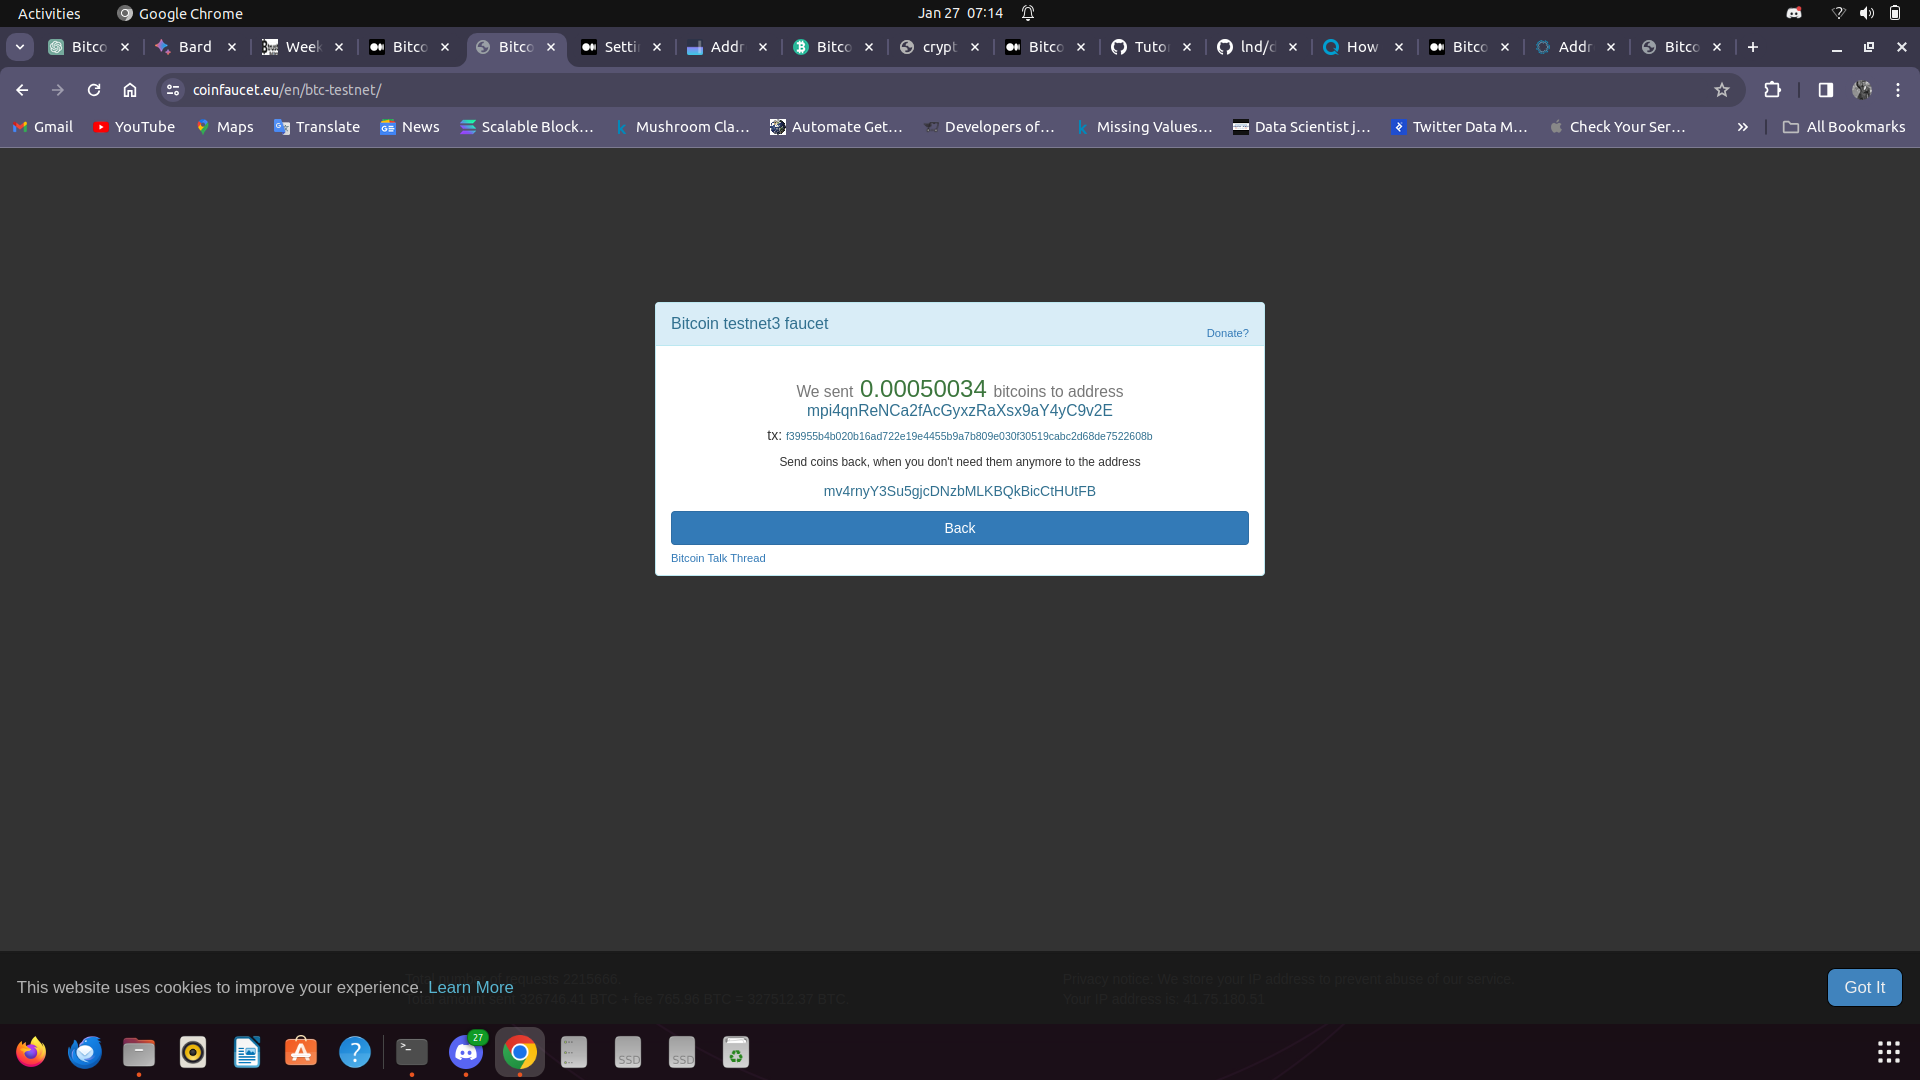 Activities Google Chrome Jan 27 07:14
Bitco Bard Week Bitco Bitco Setti Addr Bitco crypt Bitco Tutor lnd/d How Bitco Addr Bitco
coinfaucet.eu/en/btc-testnet/
Gmail YouTube Maps Translate News Scalable Block... Mushroom Cla... Automate Get... Developers of... Missing Values... Data Scientist j... Twitter Data M... Check Your Ser... All Bookmarks
Bitcoin testnet3 faucet
Donate?
We sent 0.00050034 bitcoins to address
mpi4qnReNCa2fAcGyxzRaXsx9aY4yC9v2E
tx: f39955b4b020b16ad722e19e4455b9a7b809e030f30519cabc2d68de7522608b
Send coins back, when you don't need them anymore to the address
mv4rnyY3Su5gjcDNzbMLKBQkBicCtHUtFB
Back
Bitcoin Talk Thread
Total number of requests 2215666.
Privacy notice: We store your IP address to prevent abuse of our service.
This website uses cookies to improve your experience. Learn More
Got It
Total amount sent 326746.41 BTC + fee 765.96 BTC = 327512.37 BTC.
Your IP address is 41.75.180.51
27
SSD SSD